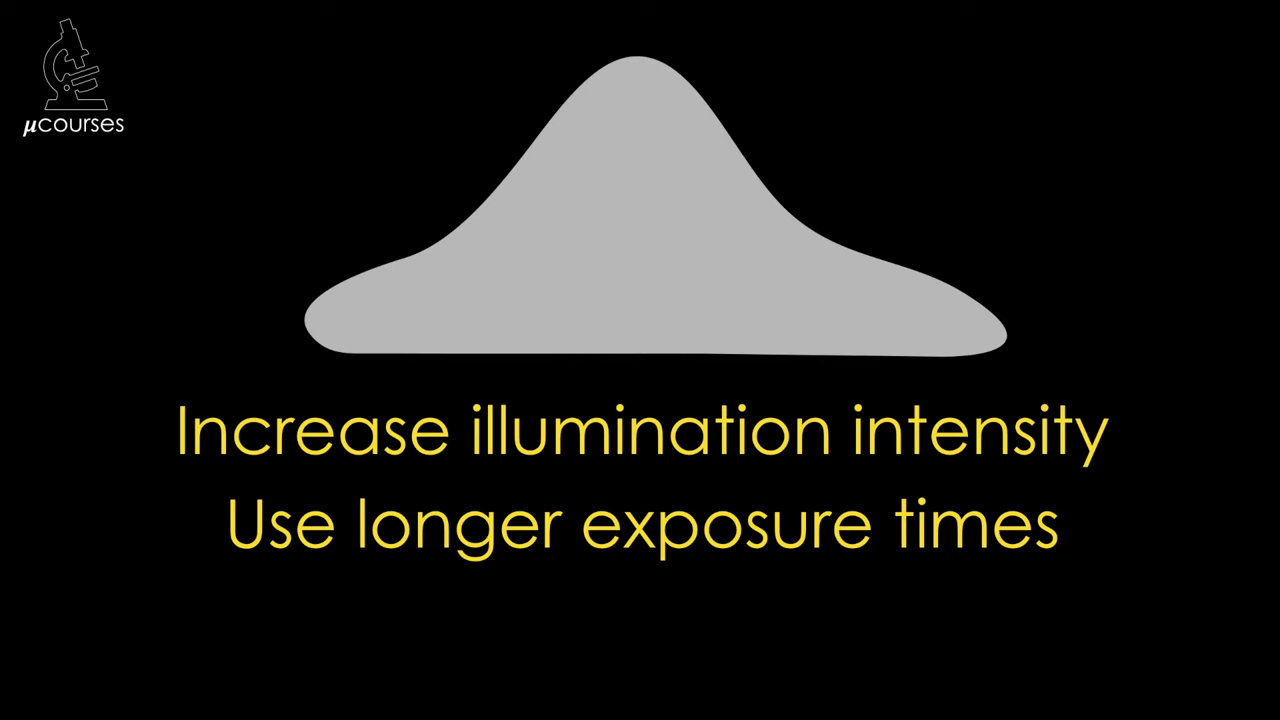 µcourses
Increase illumination intensity
Use longer exposure times